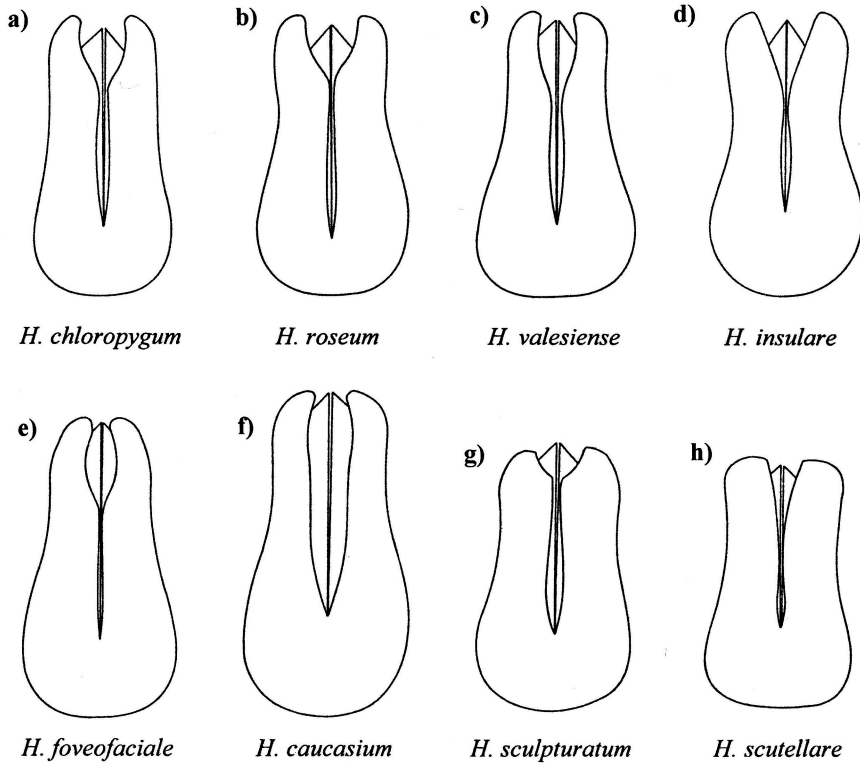 a) b) c) d)
H. chloropygum H. roseum H. valesiense H. insulare
e) f) g) h)
H. foveofaciale H. caucasium H. sculpturatum H. scutellare